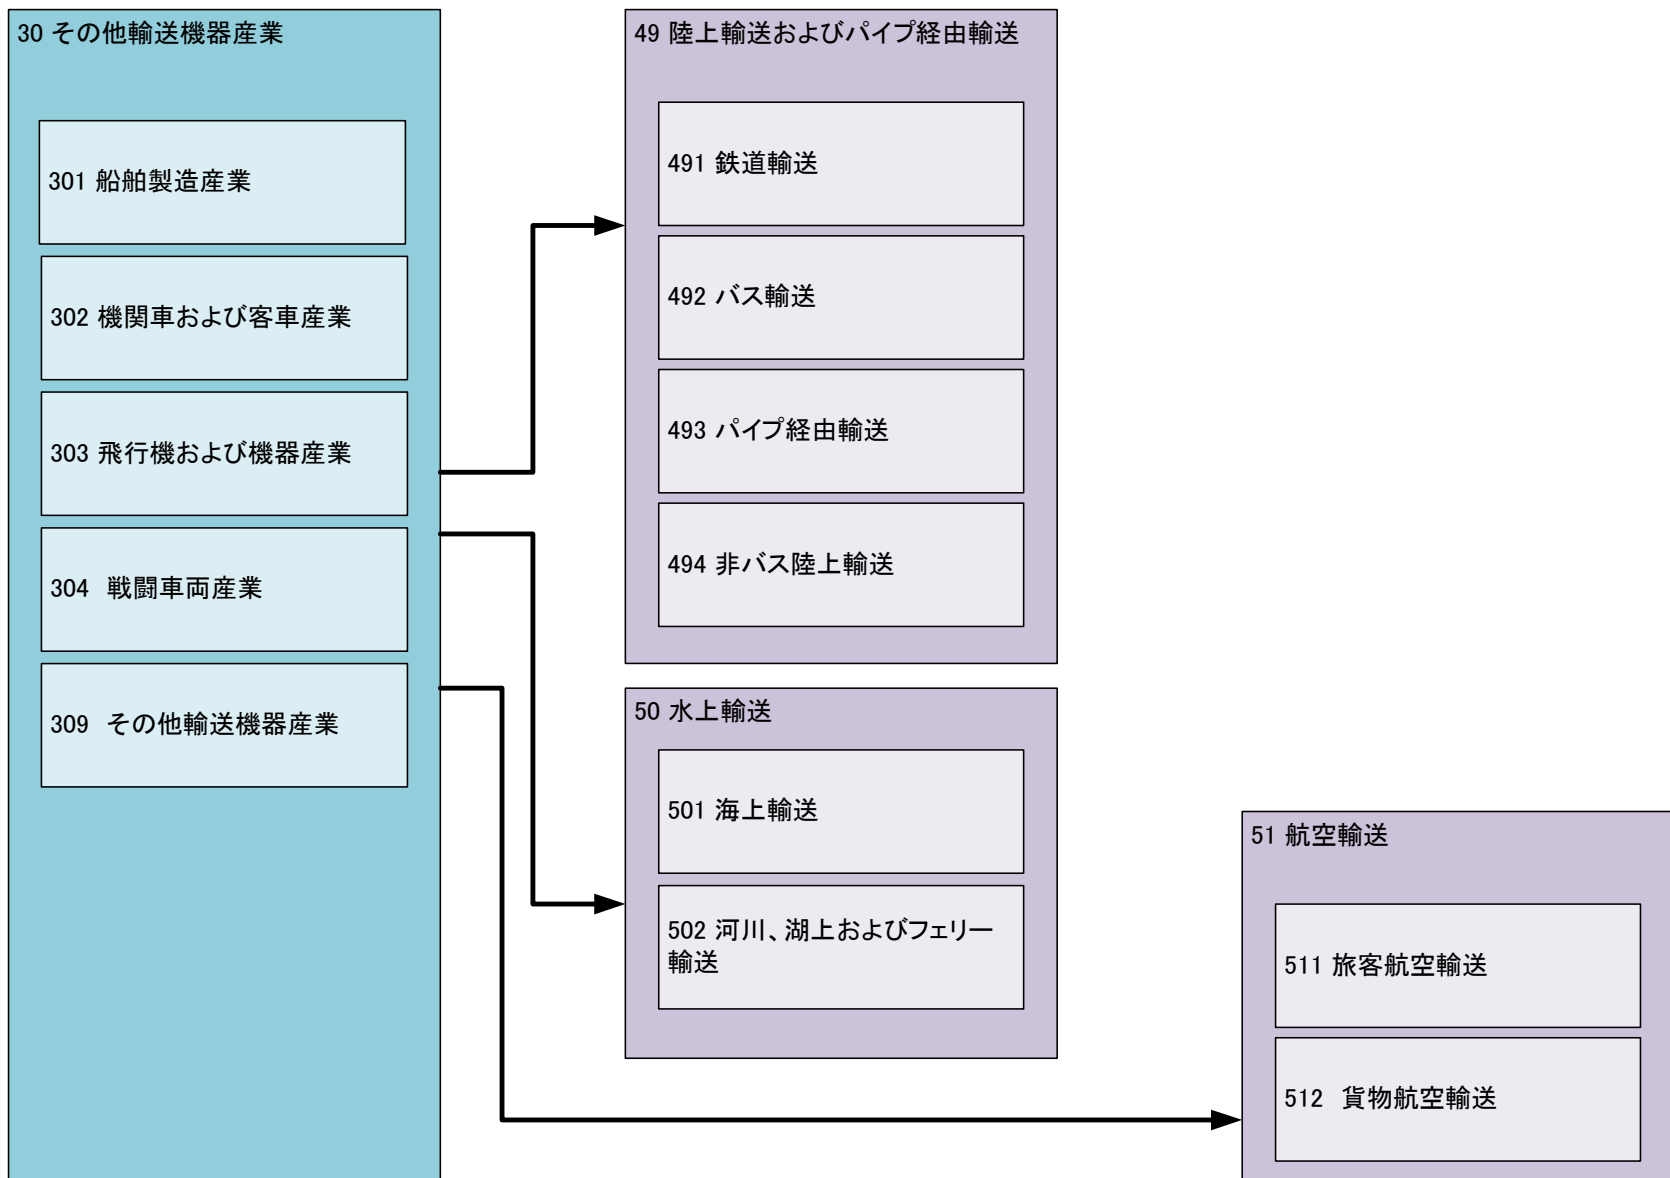 30 その他輸送機器産業
301 船舶製造産業
302 機関車および客車産業
303 飛行機および機器産業
304 戦闘車両産業
309 その他輸送機器産業
49 陸上輸送およびパイプ経由輸送
491 鉄道輸送
492 バス輸送
493 パイプ経由輸送
494 非バス陸上輸送
50 水上輸送
501 海上輸送
502 河川、湖上およびフェリー
輸送
51 航空輸送
511 旅客航空輸送
512 貨物航空輸送